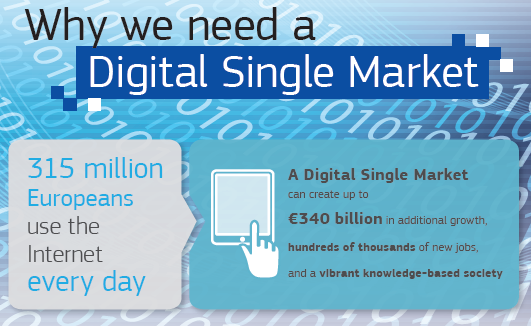 Why we need a
Digital Single Market
315 million
Europeans
use the
Internet
every day
A Digital Single Market
can create up to
€340 billion in additional growth,
hundreds of thousands of new jobs,
and a vibrant knowledge-based society